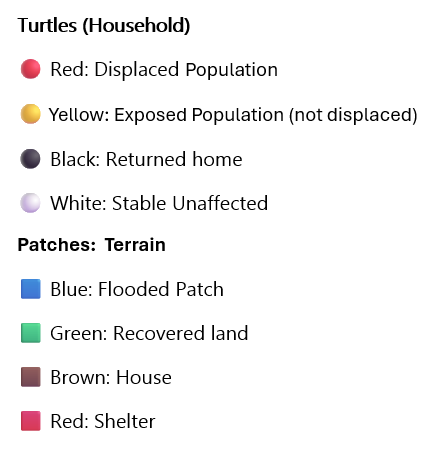 Turtles (Household)
Red: Displaced Population
Yellow: Exposed Population (not displaced)
Black: Returned home
White: Stable Unaffected
Patches: Terrain
Blue: Flooded Patch
Green: Recovered land
Brown: House
Red: Shelter